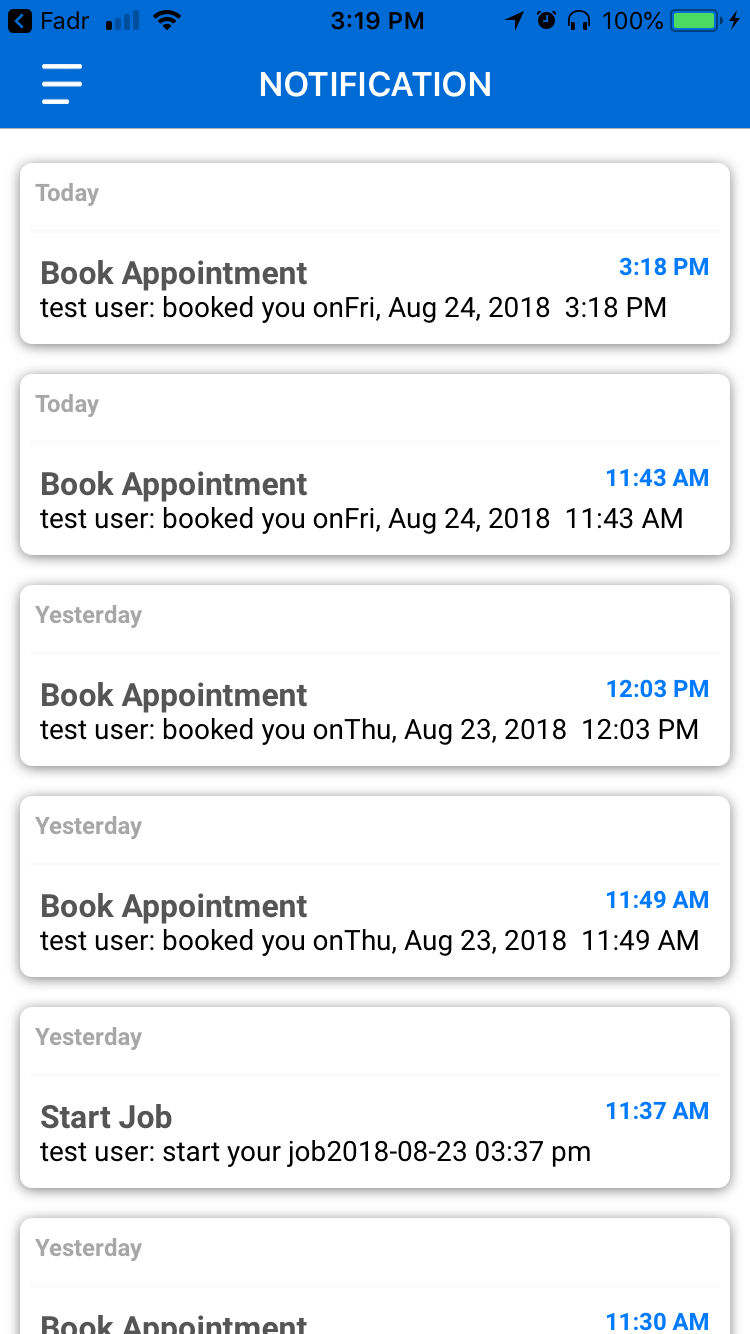 Fadr 3:19 PM 100%
NOTIFICATION
Today
Book Appointment 3:18 PM
test user: booked you onFri, Aug 24, 2018  3:18 PM
Today
Book Appointment 11:43 AM
test user: booked you onFri, Aug 24, 2018  11:43 AM
Yesterday
Book Appointment 12:03 PM
test user: booked you onThu, Aug 23, 2018  12:03 PM
Yesterday
Book Appointment 11:49 AM
test user: booked you onThu, Aug 23, 2018  11:49 AM
Yesterday
Start Job 11:37 AM
test user: start your job2018-08-23 03:37 pm
Yesterday
Book Appointment 11:30 AM